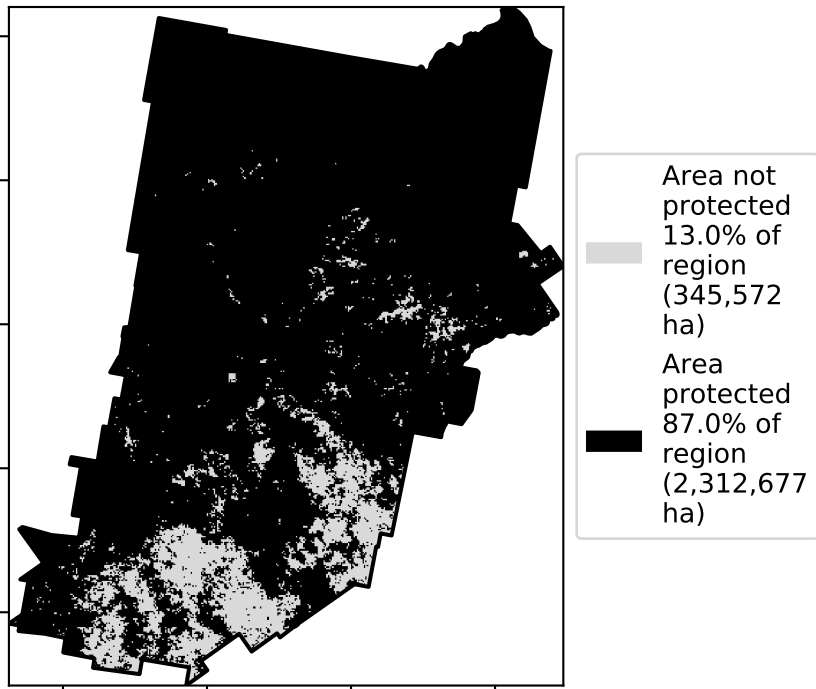 Area not
protected
13.0% of
region
(345,572
ha)
Area
protected
87.0% of
region
(2,312,677
ha)